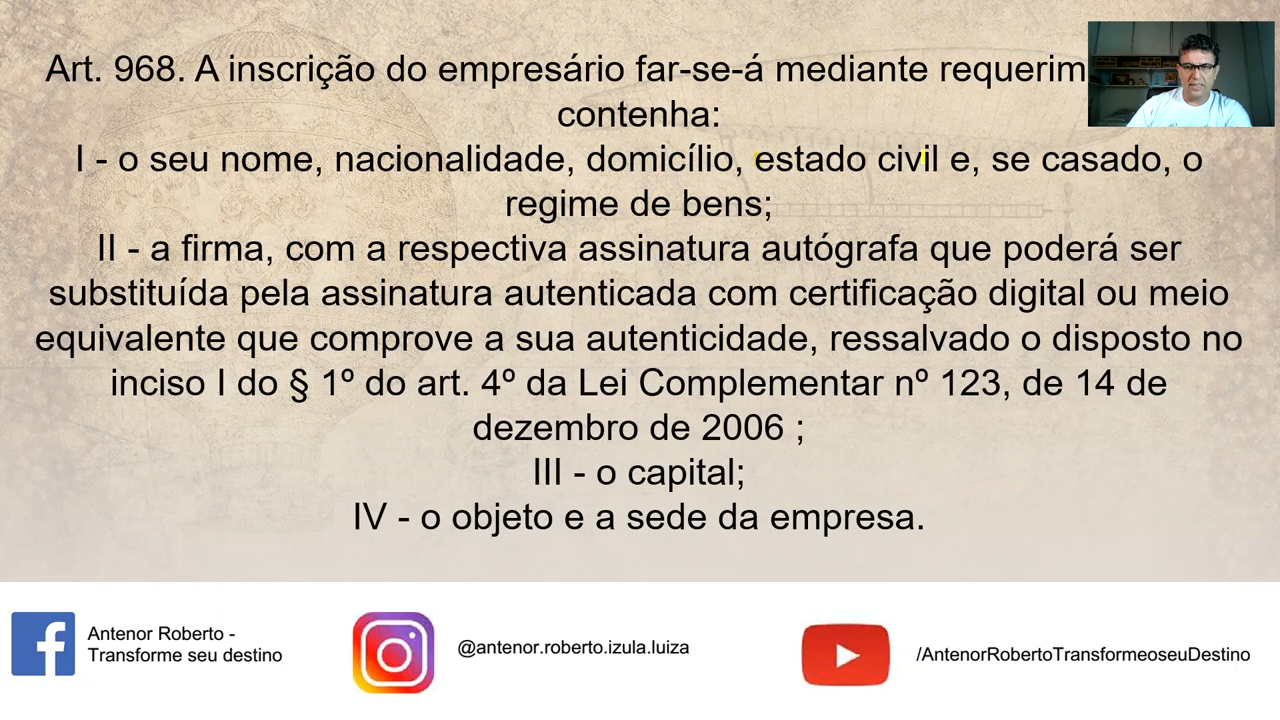 Art. 968. A inscrição do empresário far-se-á mediante
contenha:
I - o seu nome, nacionalidade, domicílio, estado civil e, se casado, o
regime de bens;
II - a firma, com a respectiva assinatura autógrafa que poderá ser
substituída pela assinatura autenticada com certificação digital ou meio
equivalente que comprove a sua autenticidade, ressalvado o disposto no
inciso I do § 1º do art. 4º da Lei Complementar nº 123, de 14 de
dezembro de 2006 ;
III - o capital;
IV - o objeto e a sede da empresa.
Antenor Roberto -
Transforme seu destino
@antenor.roberto.izula.luiza
/AntenorRobertoTransformeoseuDestino